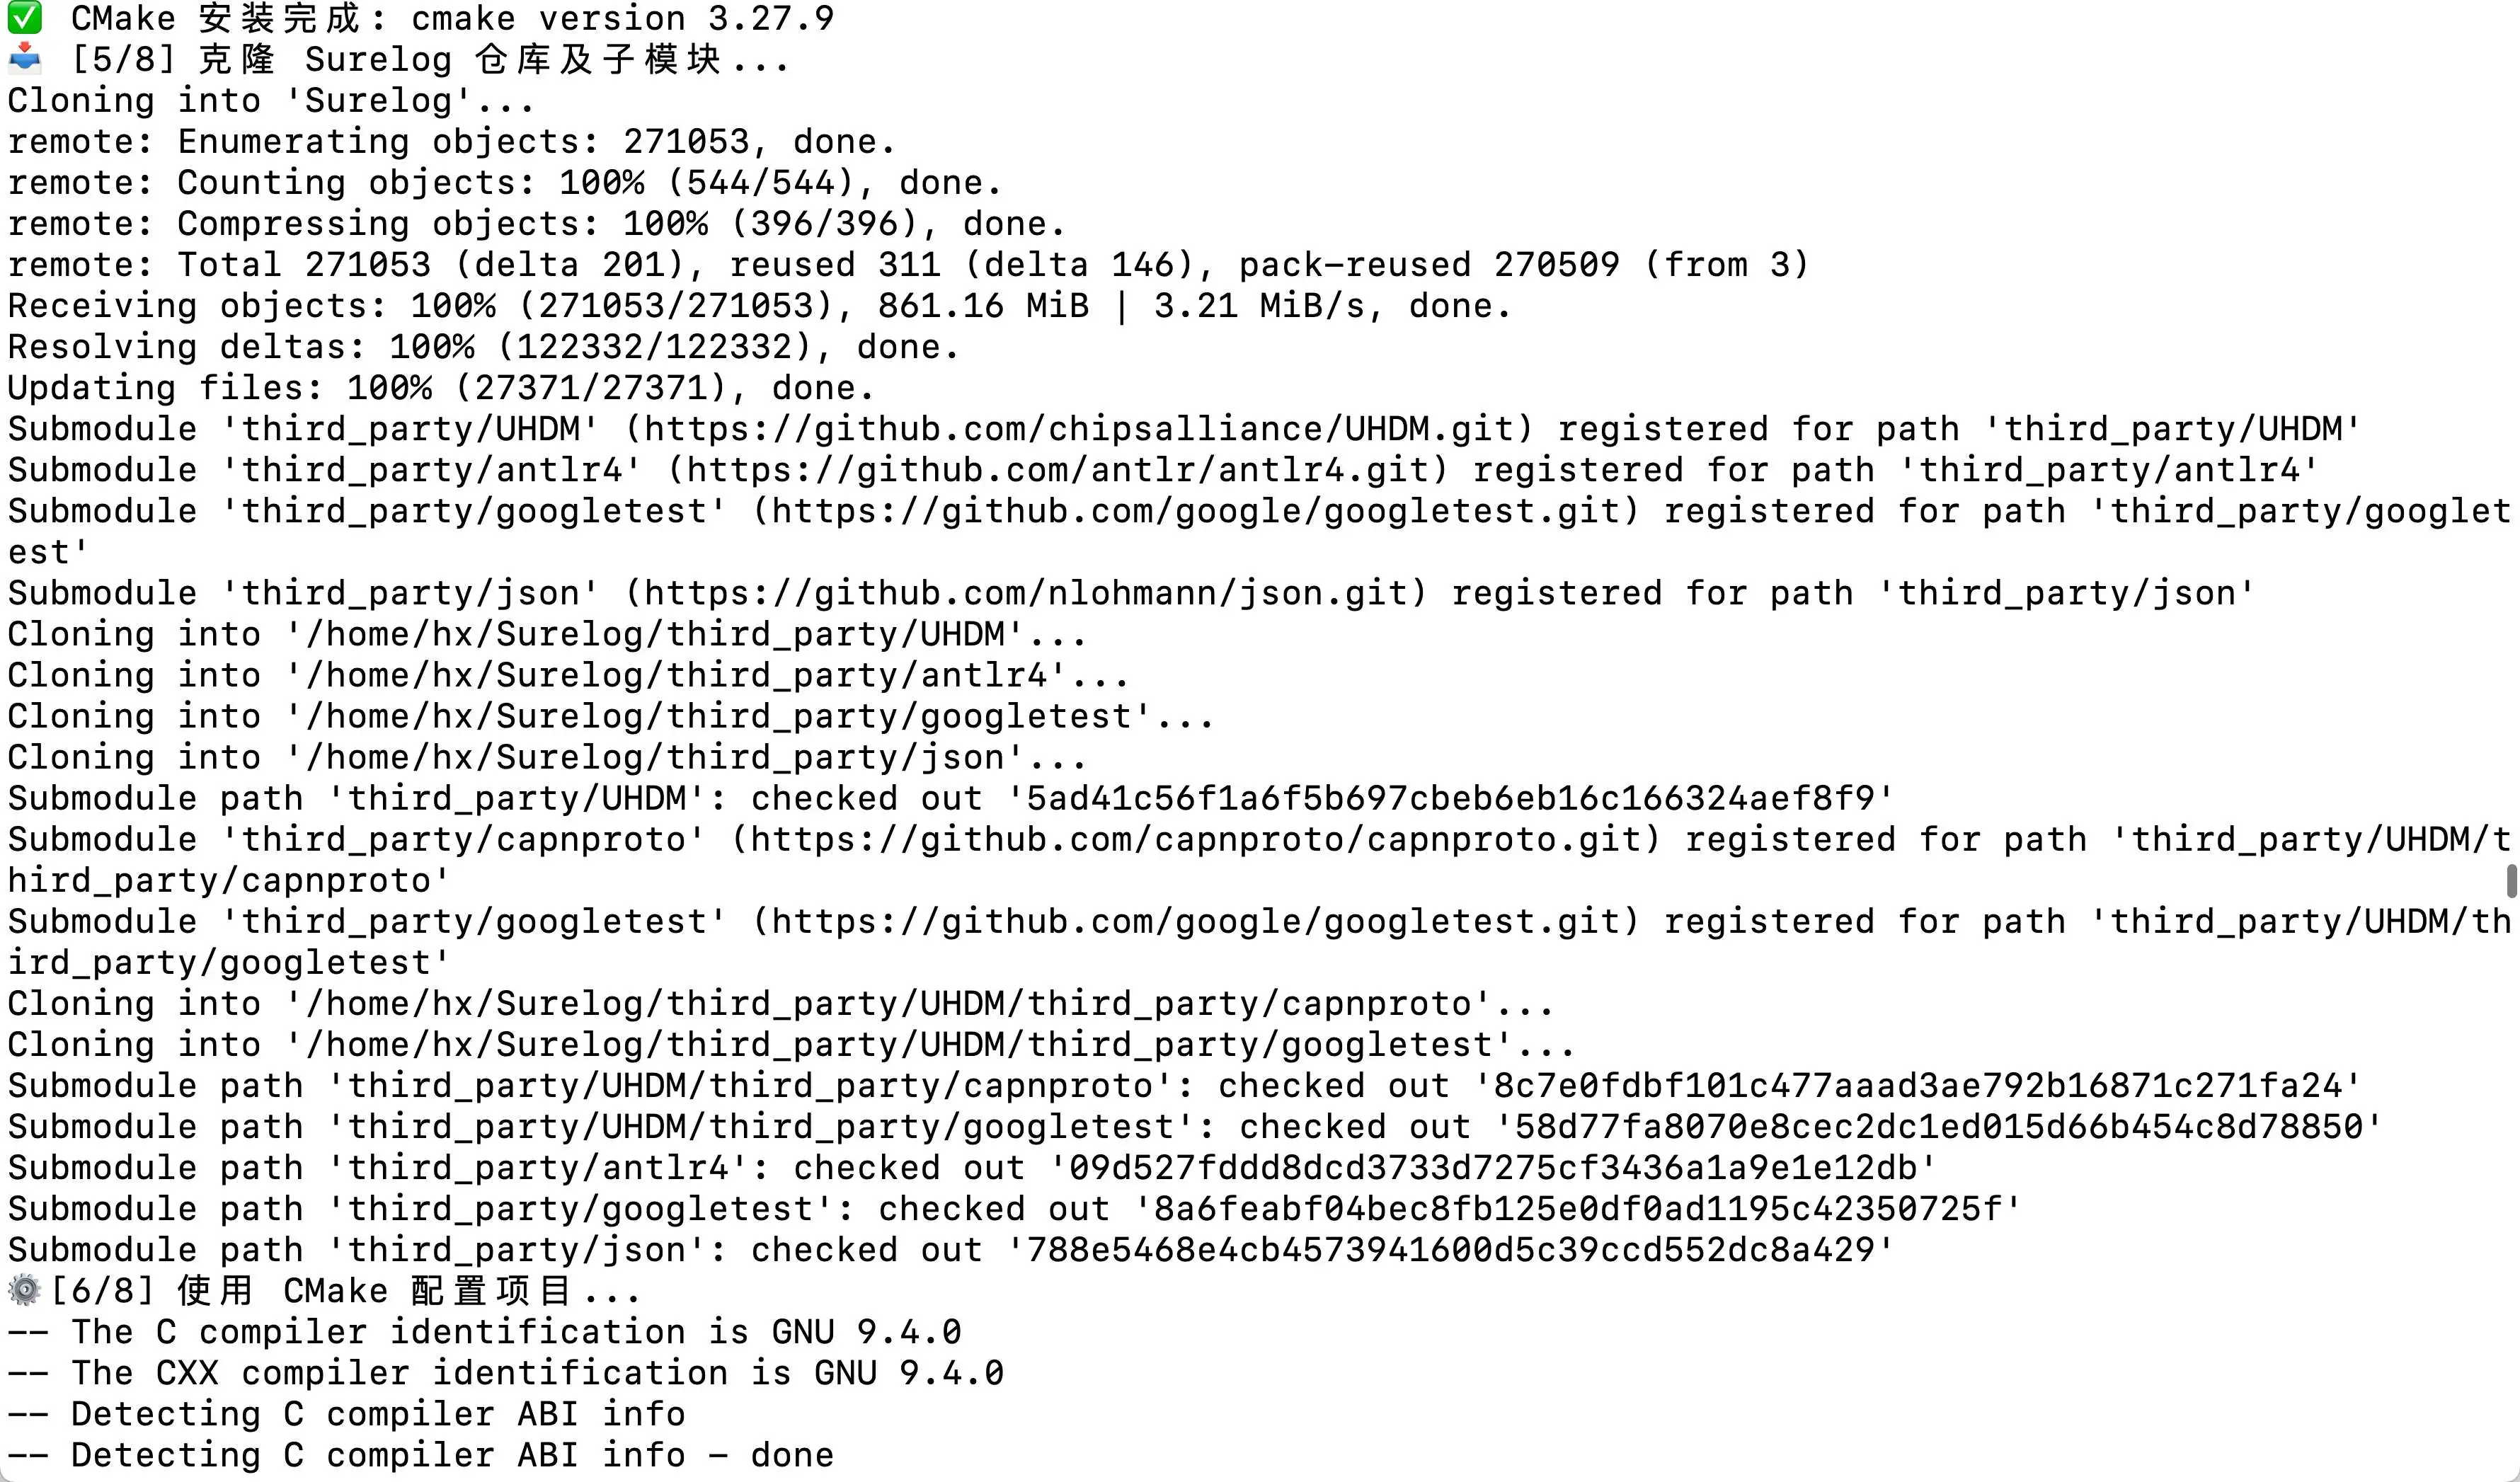 ✅ CMake 安装完成: cmake version 3.27.9
📥 [5/8] 克隆 Surelog 仓库及子模块...
Cloning into 'Surelog'...
remote: Enumerating objects: 271053, done.
remote: Counting objects: 100% (544/544), done.
remote: Compressing objects: 100% (396/396), done.
remote: Total 271053 (delta 201), reused 311 (delta 146), pack-reused 270509 (from 3)
Receiving objects: 100% (271053/271053), 861.16 MiB | 3.21 MiB/s, done.
Resolving deltas: 100% (122332/122332), done.
Updating files: 100% (27371/27371), done.
Submodule 'third_party/UHDM' (https://github.com/chipsalliance/UHDM.git) registered for path 'third_party/UHDM'
Submodule 'third_party/antlr4' (https://github.com/antlr/antlr4.git) registered for path 'third_party/antlr4'
Submodule 'third_party/googletest' (https://github.com/google/googletest.git) registered for path 'third_party/googlet
est'
Submodule 'third_party/json' (https://github.com/nlohmann/json.git) registered for path 'third_party/json'
Cloning into '/home/hx/Surelog/third_party/UHDM'...
Cloning into '/home/hx/Surelog/third_party/antlr4'...
Cloning into '/home/hx/Surelog/third_party/googletest'...
Cloning into '/home/hx/Surelog/third_party/json'...
Submodule path 'third_party/UHDM': checked out '5ad41c56f1a6f5b697cbeb6eb16c166324aef8f9'
Submodule 'third_party/capnproto' (https://github.com/capnproto/capnproto.git) registered for path 'third_party/UHDM/t
hird_party/capnproto'
Submodule 'third_party/googletest' (https://github.com/google/googletest.git) registered for path 'third_party/UHDM/th
ird_party/googletest'
Cloning into '/home/hx/Surelog/third_party/UHDM/third_party/capnproto'...
Cloning into '/home/hx/Surelog/third_party/UHDM/third_party/googletest'...
Submodule path 'third_party/UHDM/third_party/capnproto': checked out '8c7e0fdbf101c477aaad3ae792b16871c271fa24'
Submodule path 'third_party/UHDM/third_party/googletest': checked out '58d77fa8070e8cec2dc1ed015d66b454c8d78850'
Submodule path 'third_party/antlr4': checked out '09d527fddd8dcd3733d7275cf3436a1a9e1e12db'
Submodule path 'third_party/googletest': checked out '8a6feabf04bec8fb125e0df0ad1195c42350725f'
Submodule path 'third_party/json': checked out '788e5468e4cb4573941600d5c39ccd552dc8a429'
⚙️[6/8] 使用 CMake 配置项目...
-- The C compiler identification is GNU 9.4.0
-- The CXX compiler identification is GNU 9.4.0
-- Detecting C compiler ABI info
-- Detecting C compiler ABI info - done